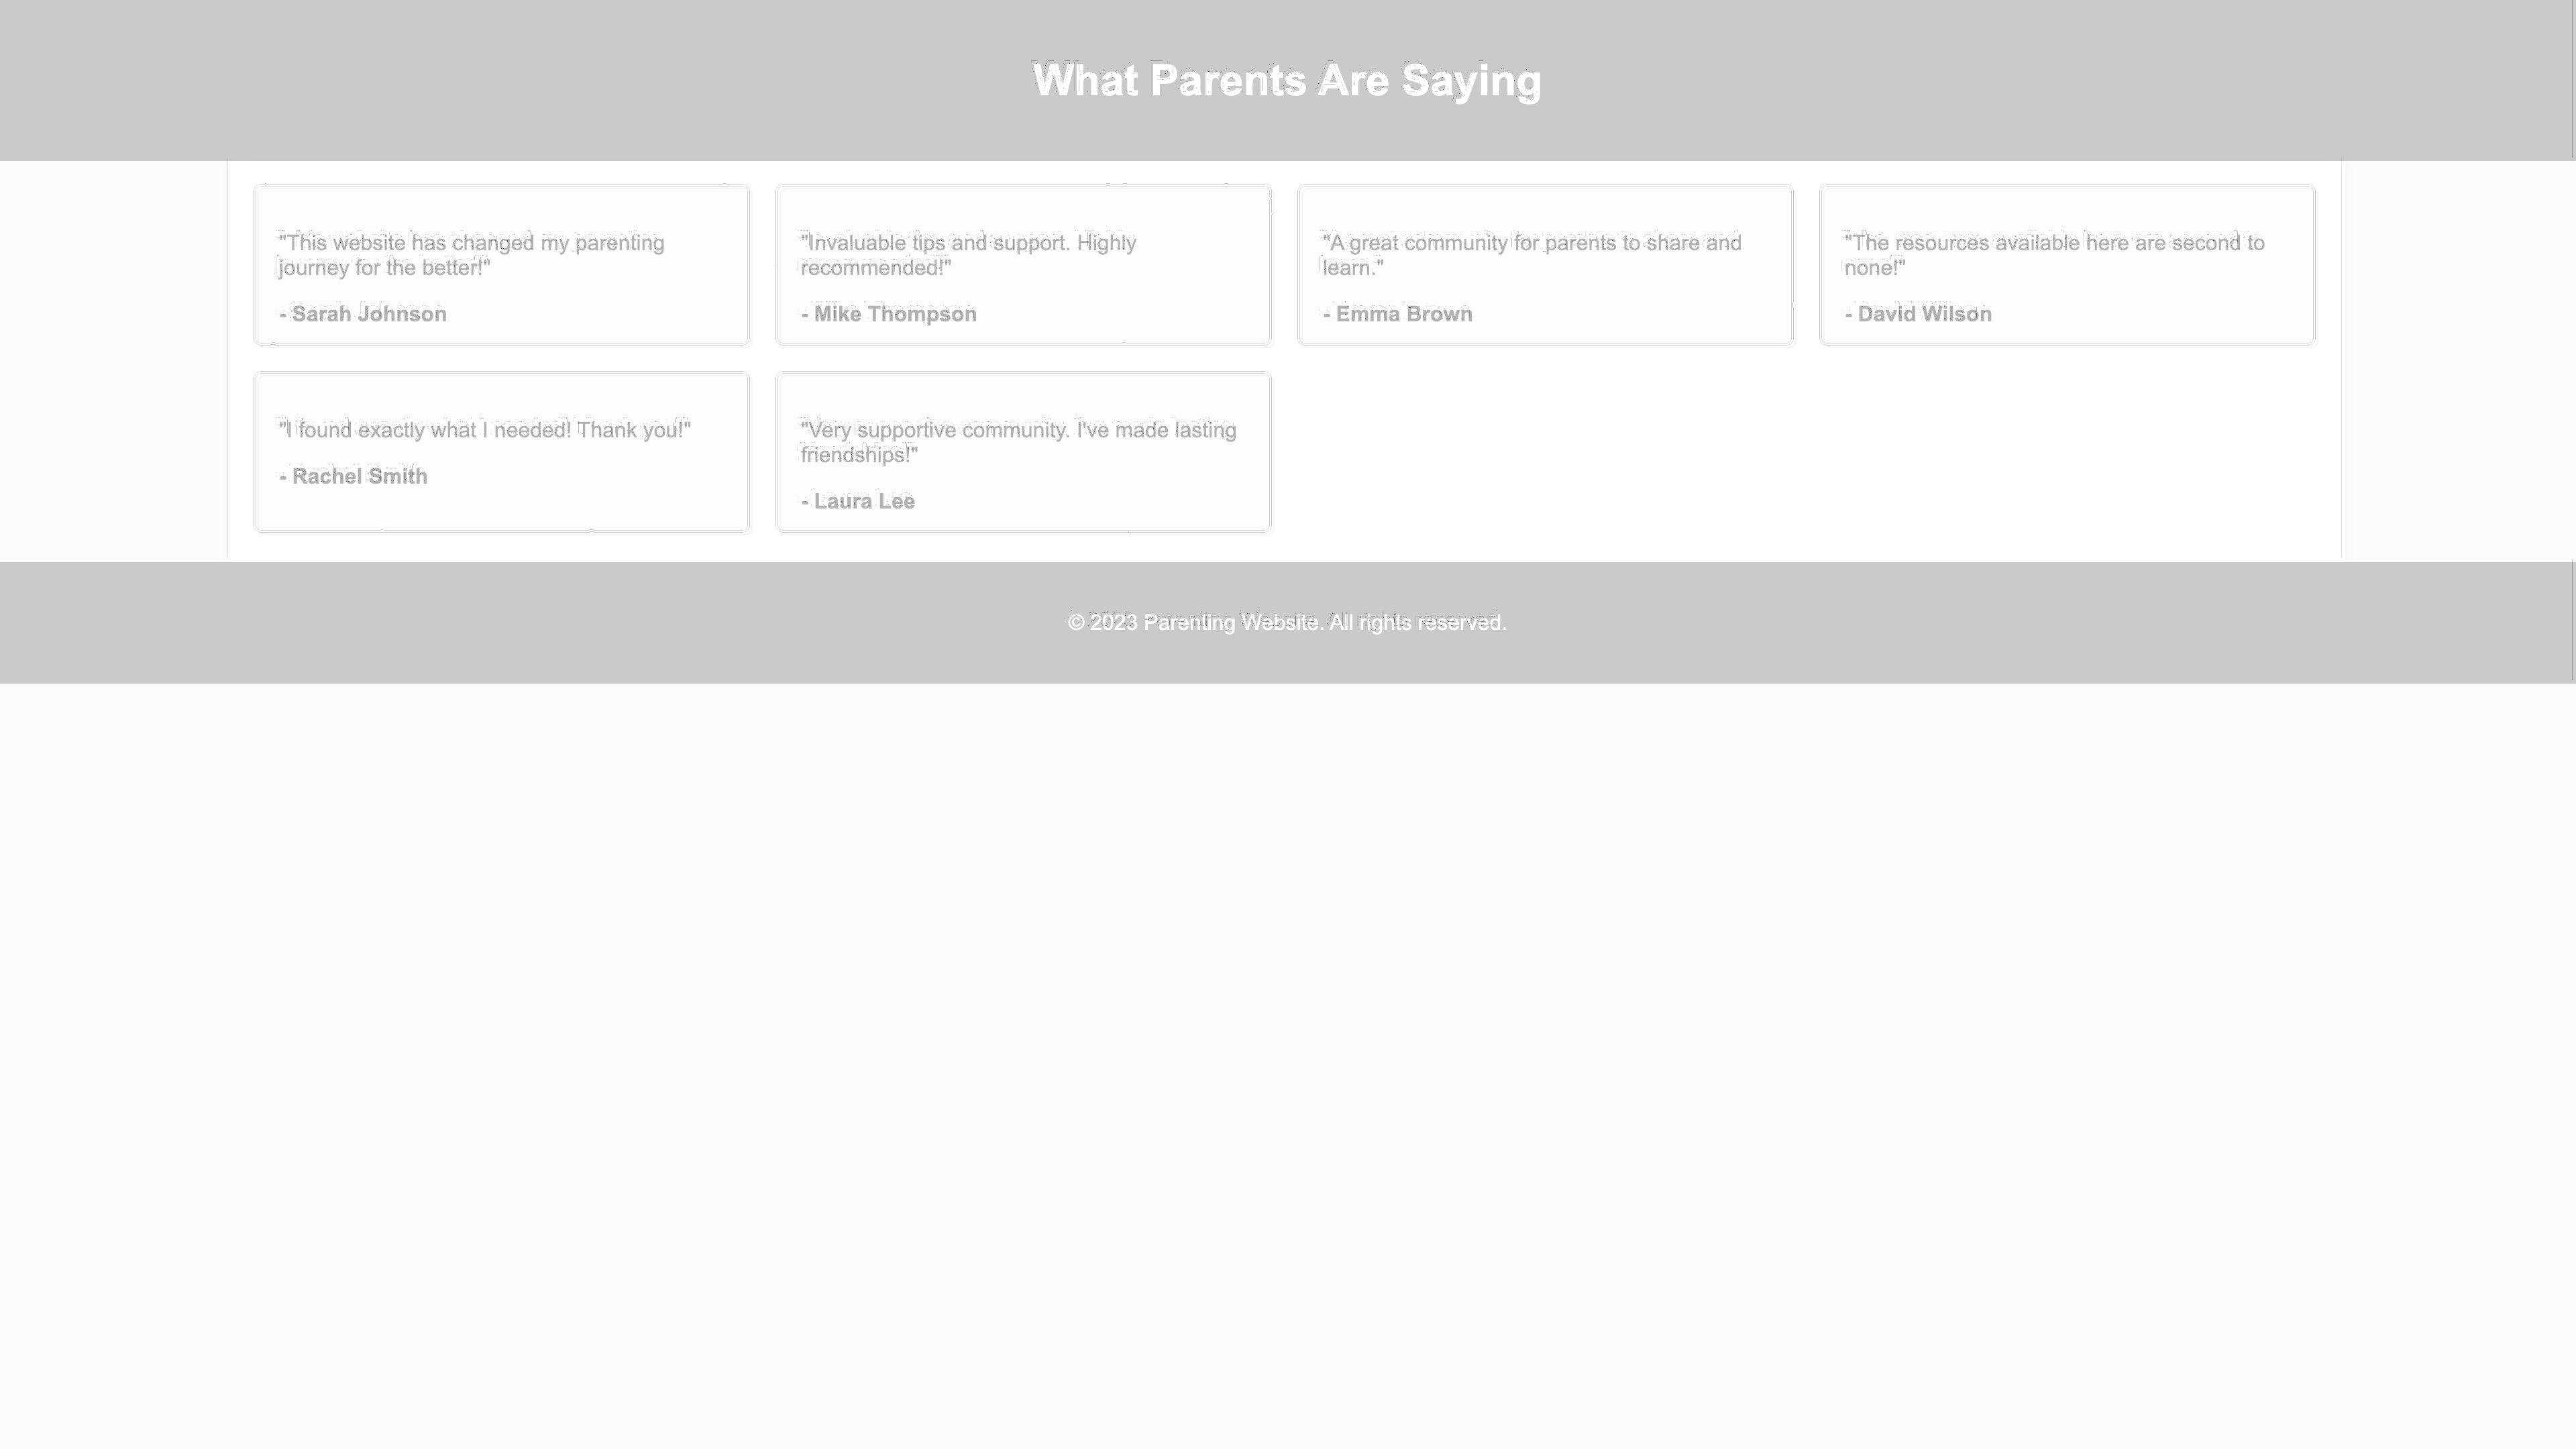 What Parents Are Saying
"This website has changed my parenting
journey for the better!"
- Sarah Johnson
"Invaluable tips and support. Highly
recommended!"
- Mike Thompson
"A great community for parents to share and
learn."
- Emma Brown
"The resources available here are second to
none!"
- David Wilson
"I found exactly what I needed! Thank you!"
- Rachel Smith
"Very supportive community. I've made lasting
friendships!"
- Laura Lee
© 2023 Parenting Website. All rights reserved.